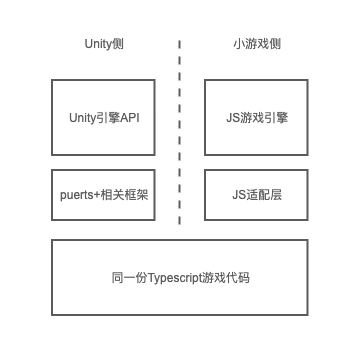 Unity侧
小游戏侧
Unity引擎API
JS游戏引擎
puerts+相关框架
JS适配层
同一份Typescript游戏代码